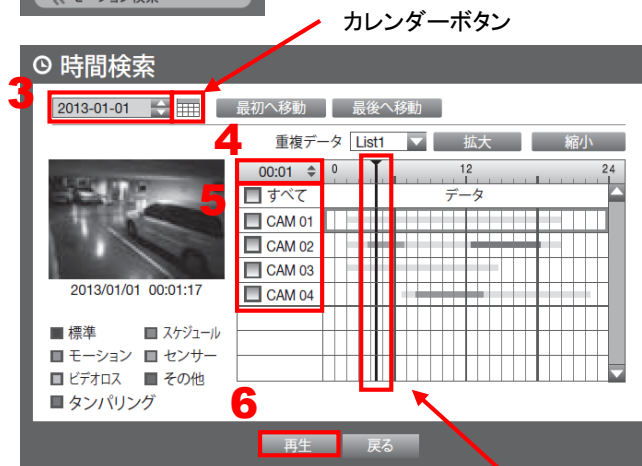 カレンダーボタン
時間検索
3
2013-01-01
最初へ移動 最後へ移動
4
重複データ List1 拡大 縮小
00:01 0 12 24
5
すべて データ
CAM 01
CAM 02
CAM 03
CAM 04
2013/01/01 00:01:17
標準 スケジュール
モーション センサー
ビデオロス その他
タンパリング
6
再生 戻る